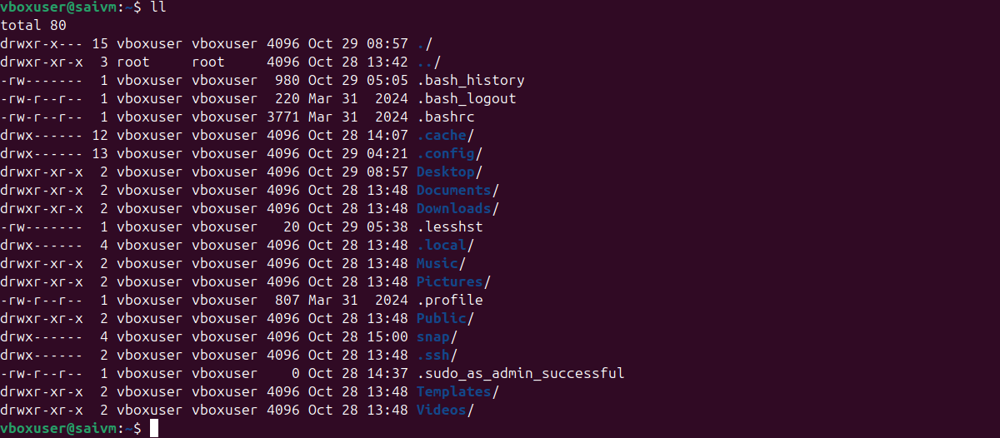 vboxuser@saivm:~$ ll
total 80
drwxr-x--- 15 vboxuser vboxuser 4096 Oct 29 08:57 ./
drwxr-xr-x  3 root     root     4096 Oct 28 13:42 ../
-rw-------  1 vboxuser vboxuser  980 Oct 29 05:05 .bash_history
-rw-r--r--  1 vboxuser vboxuser  220 Mar 31  2024 .bash_logout
-rw-r--r--  1 vboxuser vboxuser 3771 Mar 31  2024 .bashrc
drwx------ 12 vboxuser vboxuser 4096 Oct 28 14:07 .cache/
drwx------ 13 vboxuser vboxuser 4096 Oct 29 04:21 .config/
drwxr-xr-x  2 vboxuser vboxuser 4096 Oct 29 08:57 Desktop/
drwxr-xr-x  2 vboxuser vboxuser 4096 Oct 28 13:48 Documents/
drwxr-xr-x  2 vboxuser vboxuser 4096 Oct 28 13:48 Downloads/
-rw-------  1 vboxuser vboxuser   20 Oct 29 05:38 .lesshst
drwx------  4 vboxuser vboxuser 4096 Oct 28 13:48 .local/
drwxr-xr-x  2 vboxuser vboxuser 4096 Oct 28 13:48 Music/
drwxr-xr-x  2 vboxuser vboxuser 4096 Oct 28 13:48 Pictures/
-rw-r--r--  1 vboxuser vboxuser  807 Mar 31  2024 .profile
drwxr-xr-x  2 vboxuser vboxuser 4096 Oct 28 13:48 Public/
drwx------  4 vboxuser vboxuser 4096 Oct 28 15:00 snap/
drwx------  2 vboxuser vboxuser 4096 Oct 28 13:48 .ssh/
-rw-r--r--  1 vboxuser vboxuser    0 Oct 28 14:37 .sudo_as_admin_successful
drwxr-xr-x  2 vboxuser vboxuser 4096 Oct 28 13:48 Templates/
drwxr-xr-x  2 vboxuser vboxuser 4096 Oct 28 13:48 Videos/
vboxuser@saivm:~$